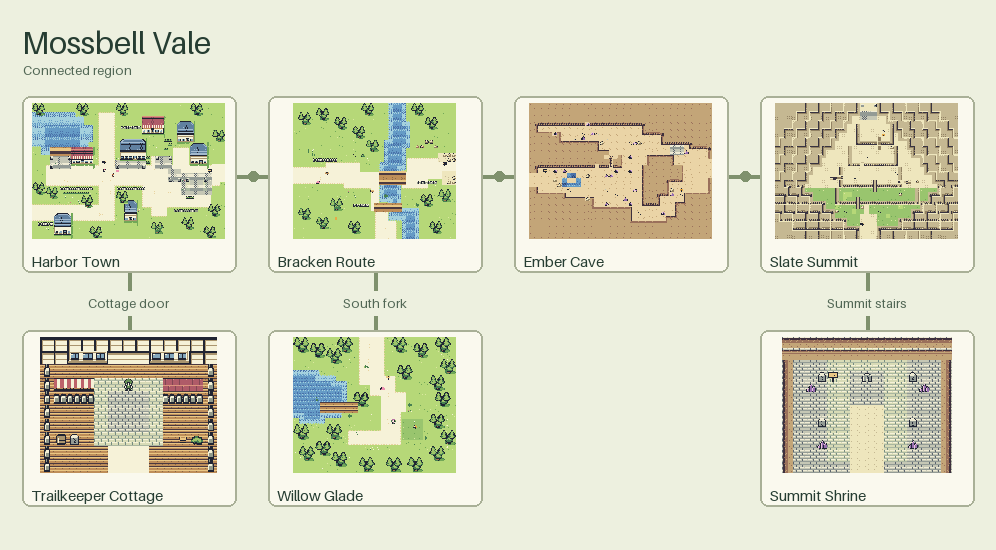 Mossbell Vale
Connected region
Harbor Town
Bracken Route
Ember Cave
Slate Summit
Cottage door
South fork
Summit stairs
Trailkeeper Cottage
Willow Glade
Summit Shrine